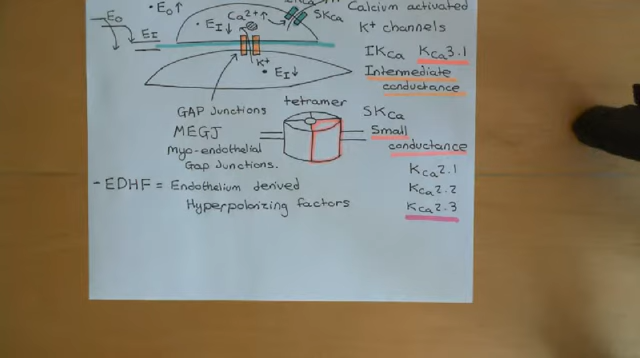 • Eo↑
Calcium activated
Eo
Ca²⁺↑
SKca
• EI↓
K⁺ channels
EI
K⁺
IKca Kca3.1
• EI↓
Intermediate
conductance
GAP Junctions
tetramer
SKca
MEGJ
Small
myo-endothelial
conductance
Gap Junctions.
Kca2.1
- EDHF = Endothelium derived
Kca2.2
Hyperpolarizing factors
Kca2.3